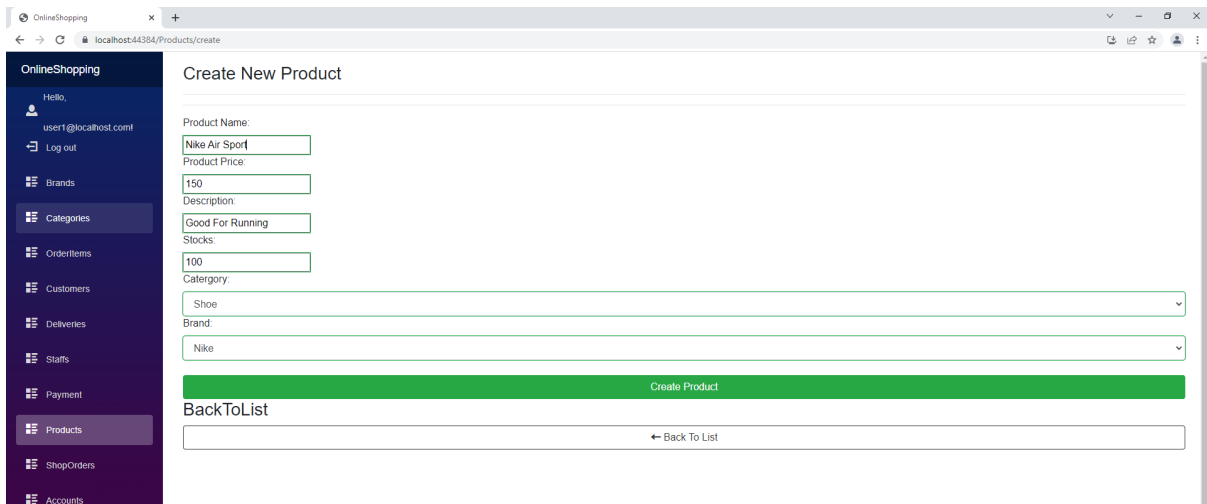 OnlineShopping
localhost:44384/Products/create
OnlineShopping
Hello,
user1@localhost.com!
Log out
Brands
Categories
OrderItems
Customers
Deliveries
Staffs
Payment
Products
ShopOrders
Accounts
Create New Product
Product Name:
Nike Air Sport
Product Price:
150
Description:
Good For Running
Stocks:
100
Catergory:
Shoe
Brand:
Nike
Create Product
BackToList
Back To List